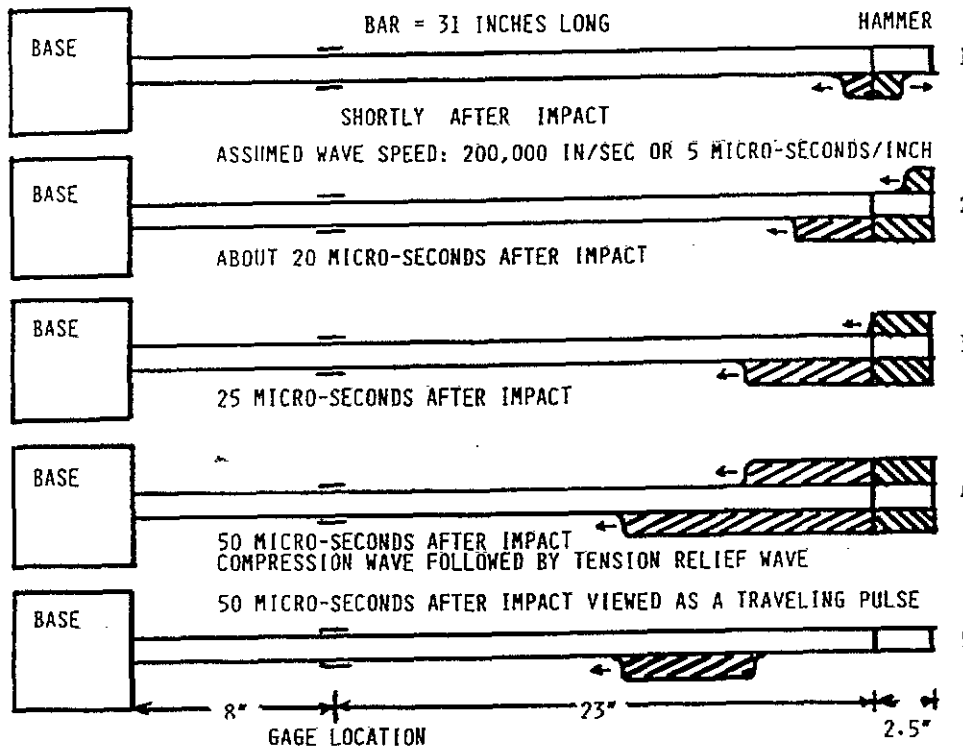 BAR = 31 INCHES LONG
HAMMER
BASE
SHORTLY AFTER IMPACT
ASSUMED WAVE SPEED: 200,000 IN/SEC OR 5 MICRO-SECONDS/INCH
BASE
ABOUT 20 MICRO-SECONDS AFTER IMPACT
BASE
25 MICRO-SECONDS AFTER IMPACT
BASE
50 MICRO-SECONDS AFTER IMPACT
COMPRESSION WAVE FOLLOWED BY TENSION RELIEF WAVE
50 MICRO-SECONDS AFTER IMPACT VIEWED AS A TRAVELING PULSE
BASE
8"
23"
2.5"
GAGE LOCATION